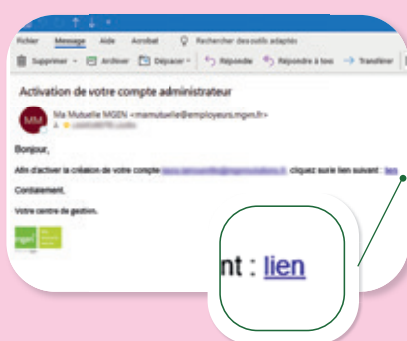 Fichier Message Aide Acrobat Rechercher des outils adaptés
Supprimer Archiver Déplacer Répondre Répondre à tous Transférer
Activation de votre compte administrateur
MM
Ma Mutuelle MGEN <mamutuelle@employeurs.mgen.fr>
Bonjour,
Afin d'activer la création de votre compte cliquez sur le lien suivant : lien
Cordialement,
Votre centre de gestion.
mgen
nt : lien